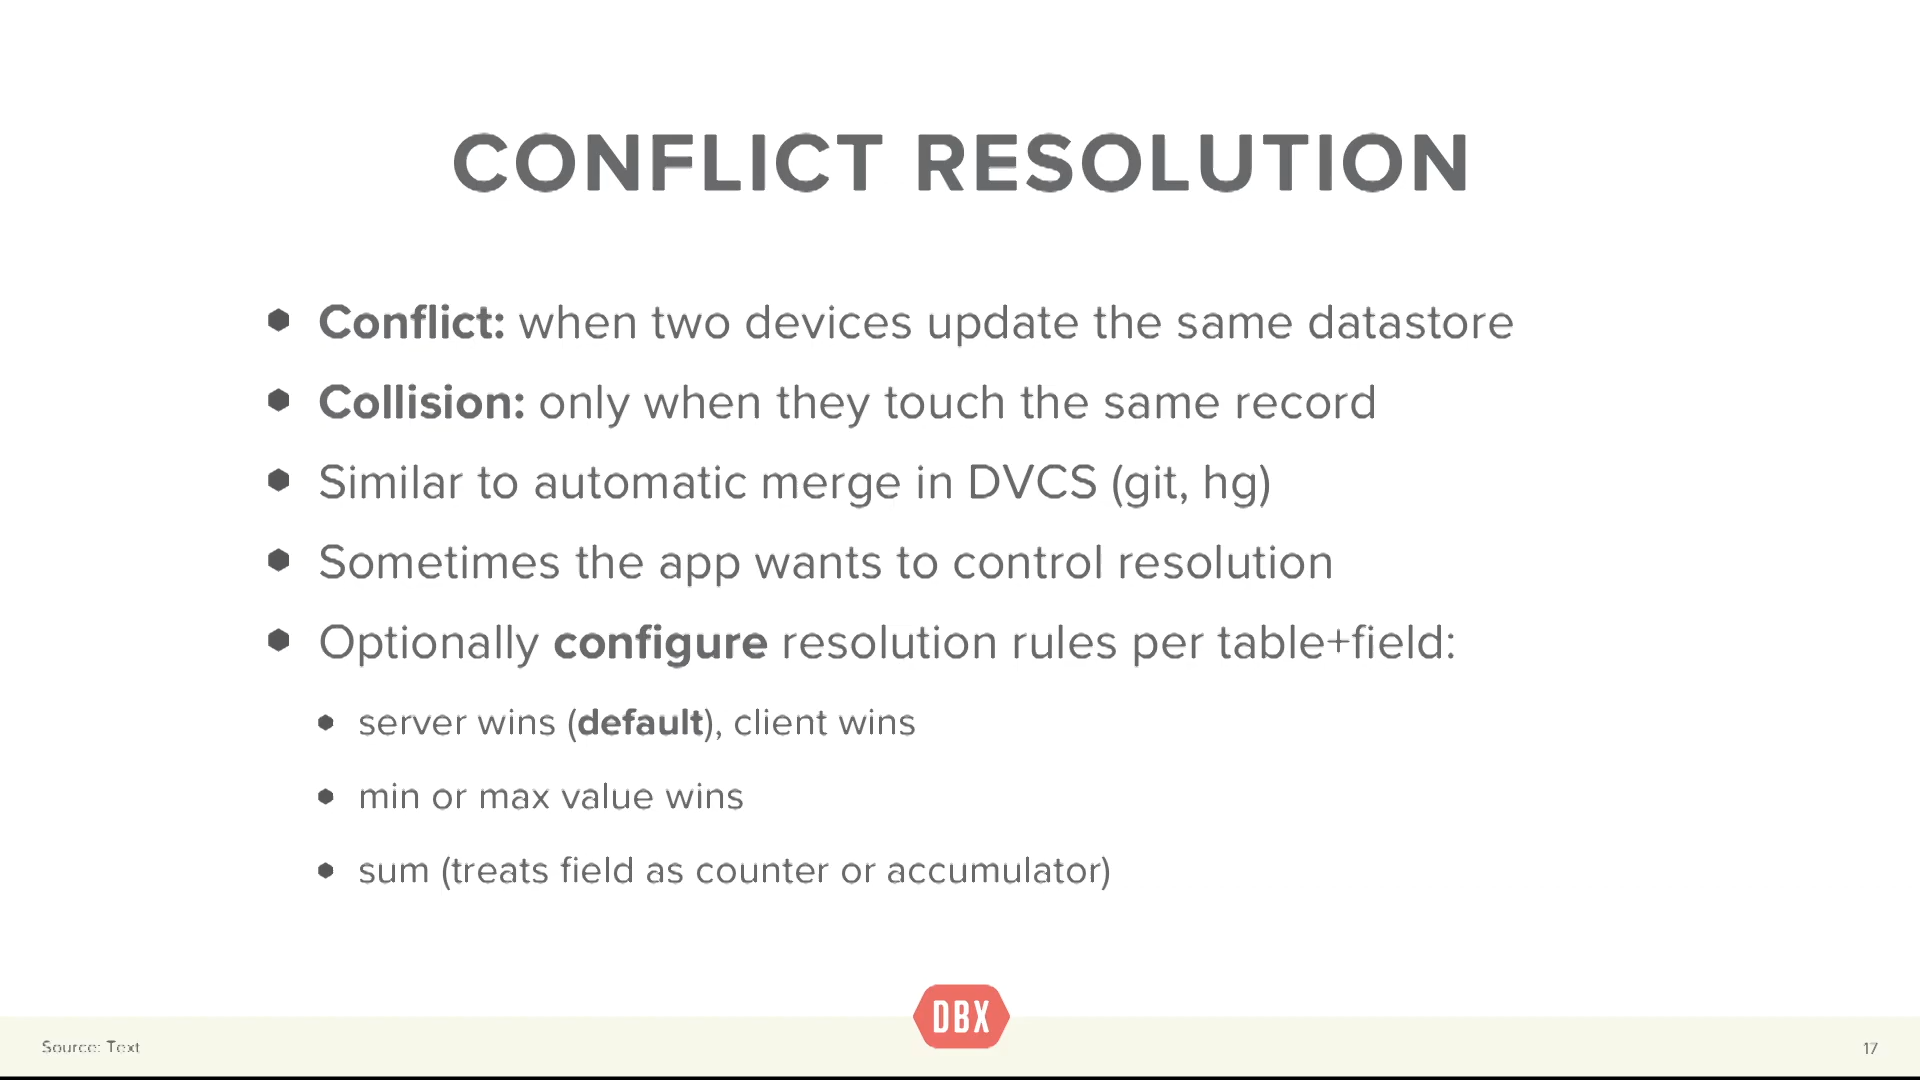 CONFLICT RESOLUTION
Conflict: when two devices update the same datastore
Collision: only when they touch the same record
Similar to automatic merge in DVCS (git, hg)
Sometimes the app wants to control resolution
Optionally configure resolution rules per table+field:
server wins (default), client wins
min or max value wins
sum (treats field as counter or accumulator)
DBX
Source: Text
17